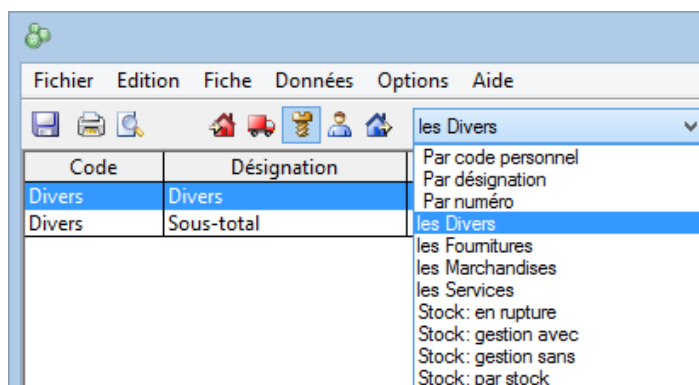 Fichier Edition Fiche Données Options Aide
les Divers
Code Désignation
Divers Divers
Divers Sous-total
Par code personnel
Par désignation
Par numéro
les Divers
les Fournitures
les Marchandises
les Services
Stock: en rupture
Stock: gestion avec
Stock: gestion sans
Stock: par stock